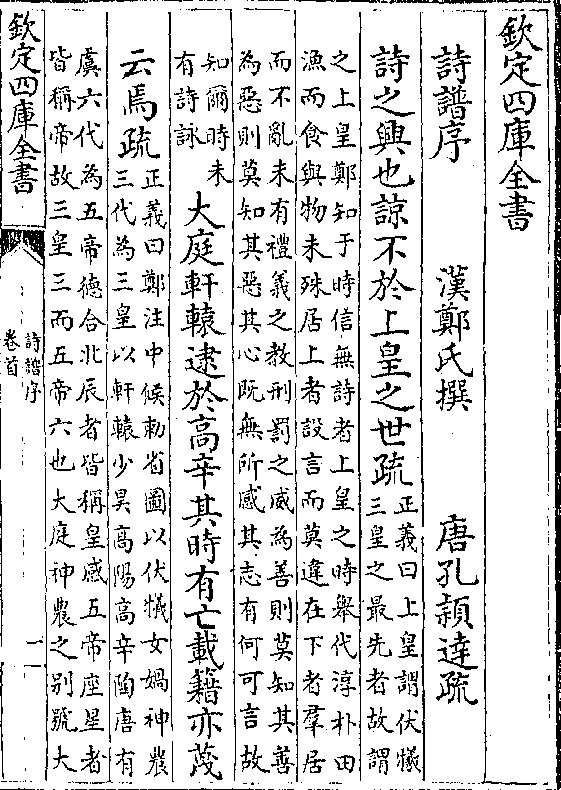 欽定四庫全書
詩譜序　漢鄭氏撰　唐孔穎達疏
詩之興也諒不於上皇之世疏
正義曰上皇謂伏犧
三皇之最先者故謂
之上皇鄭知于時信無詩者上皇之時舉代淳朴田
漁而食與物未殊居上者設言而莫違在下者羣居
而不亂未有禮義之教刑罰之威為善則莫知其善
為惡則莫知其惡其心既無所感其志有何可言故
知爾時未
有詩詠
大庭軒轅逮於高辛其時有亡載籍亦蔑
云焉疏
正義曰鄭注中候勑省圖以伏犧女媧神農
三代為三皇以軒轅少昊高陽高辛陶唐有
虞六代為五帝德合北辰者皆稱皇感五帝座星者
皆稱帝故三皇三而五帝六也大庭神農之别號大
欽定四庫全書
詩譜序
卷首
一